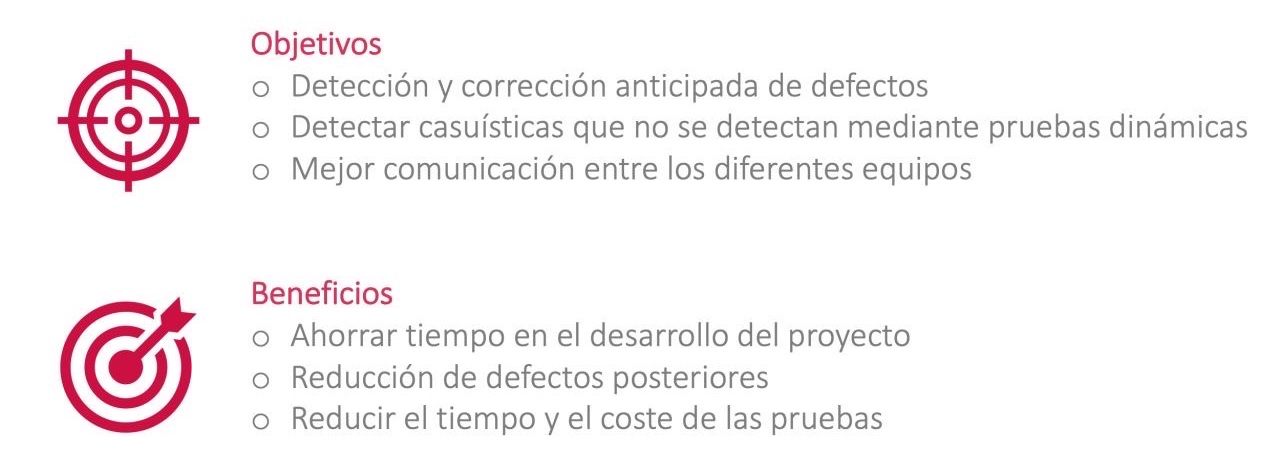 Objetivos
o Detección y corrección anticipada de defectos
o Detectar casuísticas que no se detectan mediante pruebas dinámicas
o Mejor comunicación entre los diferentes equipos
Beneficios
o Ahorrar tiempo en el desarrollo del proyecto
o Reducción de defectos posteriores
o Reducir el tiempo y el coste de las pruebas